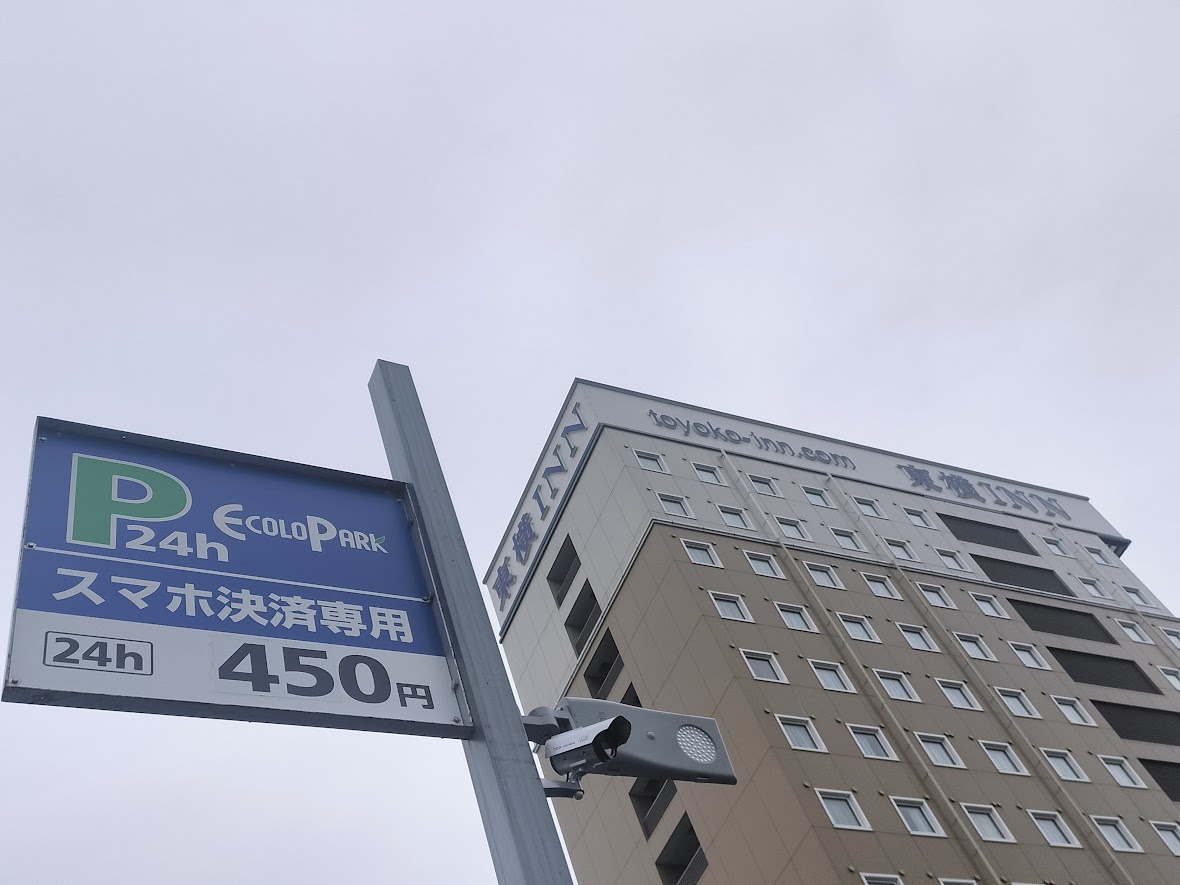 P 24h ECOLOPARK
スマホ決済専用
24h 450円
東横INN
toyoko-inn.com 東横INN